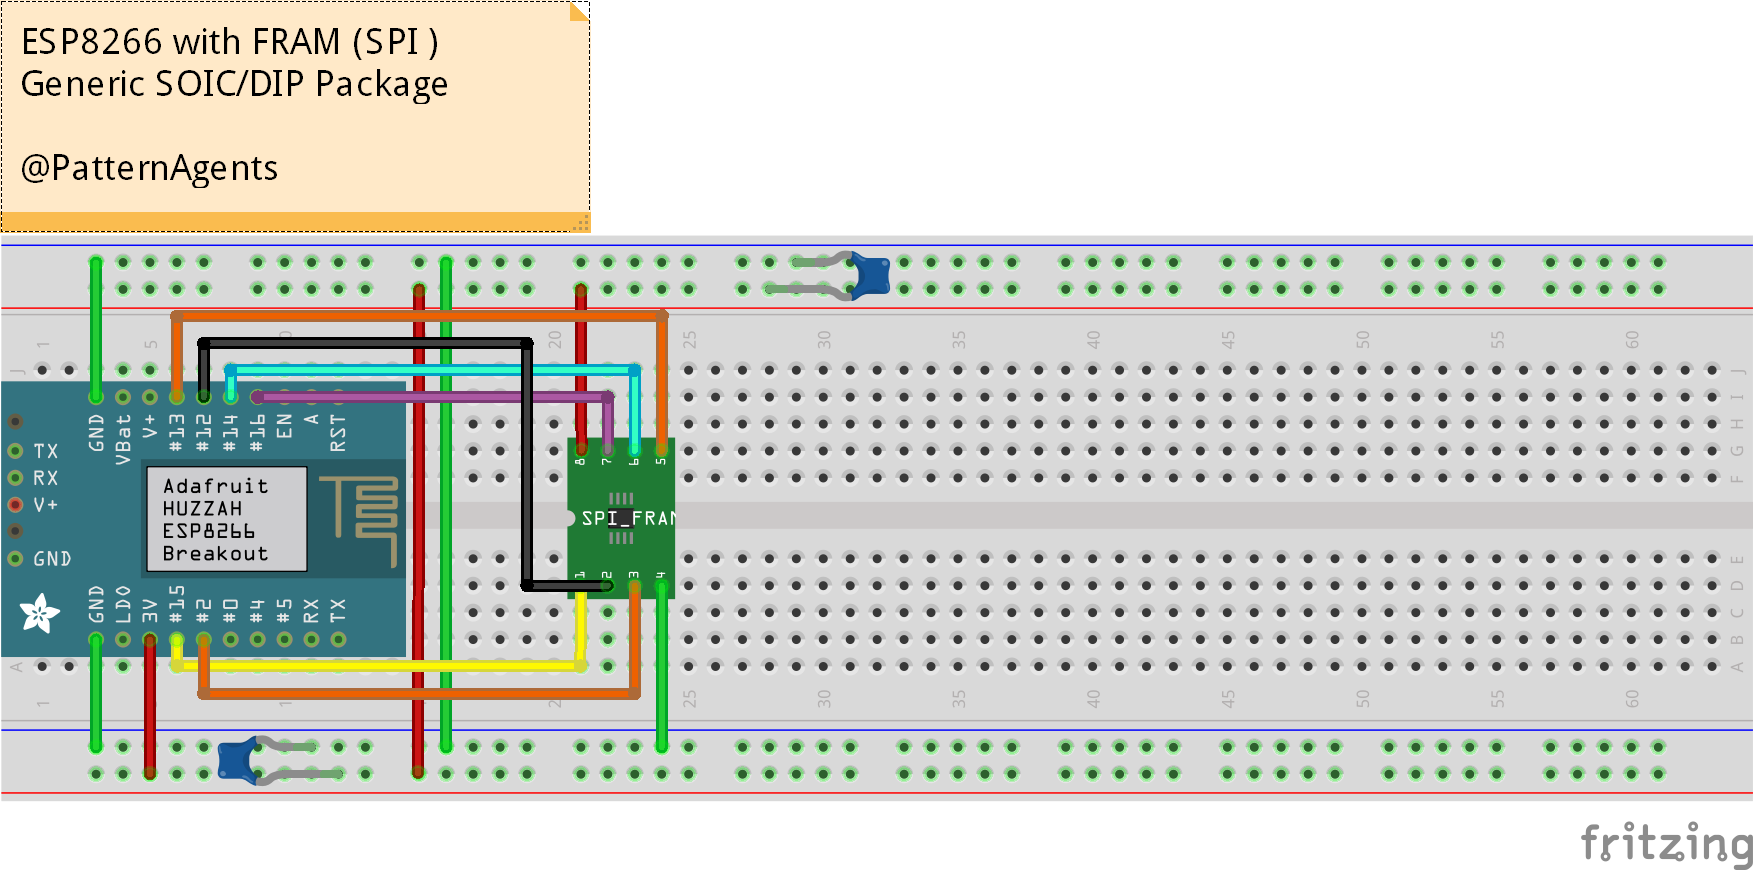 ESP8266 with FRAM (SPI )
Generic SOIC/DIP Package
@PatternAgents
1 5 10 20 25 30 35 40 45 50 55 60
J J
I
H
G
F
GND VBat V+ #13 #12 #14 #16 EN A RST
TX
RX
V+
GND
Adafruit
HUZZAH
ESP8266
Breakout
8 7 6 5
SPI_FRAM
1 2 3 4
GND LDO 3V #15 #2 #0 #4 #5 RX TX
E
D
C
B
A A
1 10 20 25 30 35 40 45 50 55 60
fritzing